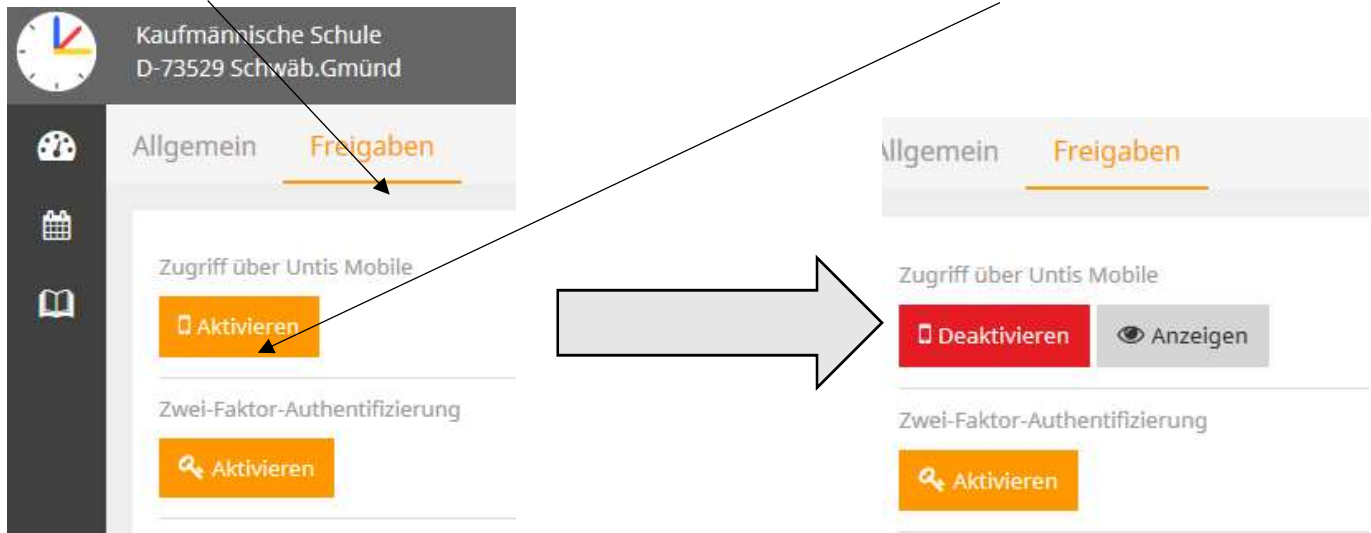 Kaufmännische Schule
D-73529 Schwäb.Gmünd
Allgemein Freigaben
Zugriff über Untis Mobile
Aktivieren
Zwei-Faktor-Authentifizierung
Aktivieren
Allgemein Freigaben
Zugriff über Untis Mobile
Deaktivieren Anzeigen
Zwei-Faktor-Authentifizierung
Aktivieren